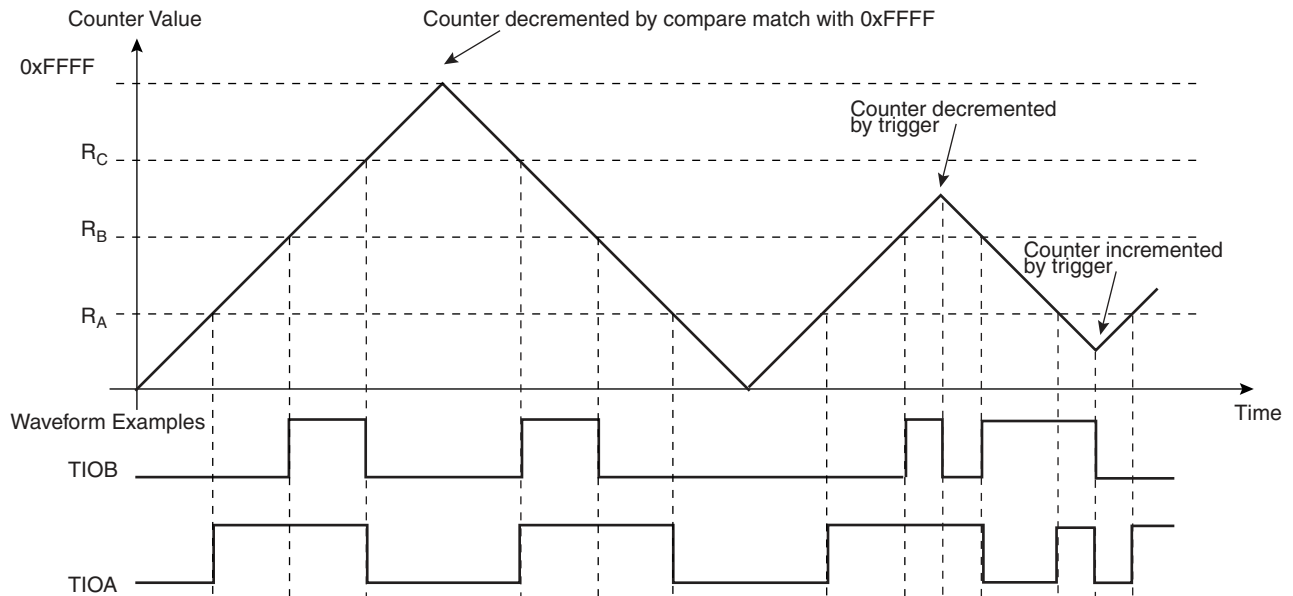 Counter Value
Counter decremented by compare match with 0xFFFF
0xFFFF
Counter decremented
by trigger
RC
RB
Counter incremented
by trigger
RA
Time
Waveform Examples
TIOB
TIOA